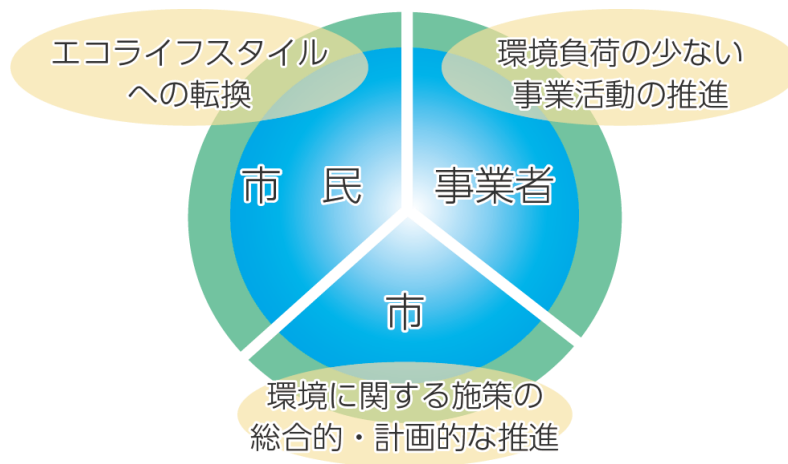 エコライフスタイル
への転換
環境負荷の少ない
事業活動の推進
市 民
事業者
市
環境に関する施策の
総合的・計画的な推進